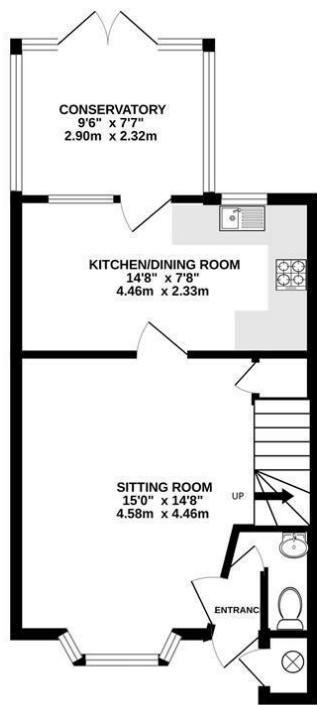 CONSERVATORY
9'6" x 7'7"
2.90m x 2.32m
KITCHEN/DINING ROOM
14'8" x 7'8"
4.46m x 2.33m
SITTING ROOM
15'0" x 14'8"
4.58m x 4.46m
UP
ENTRANC